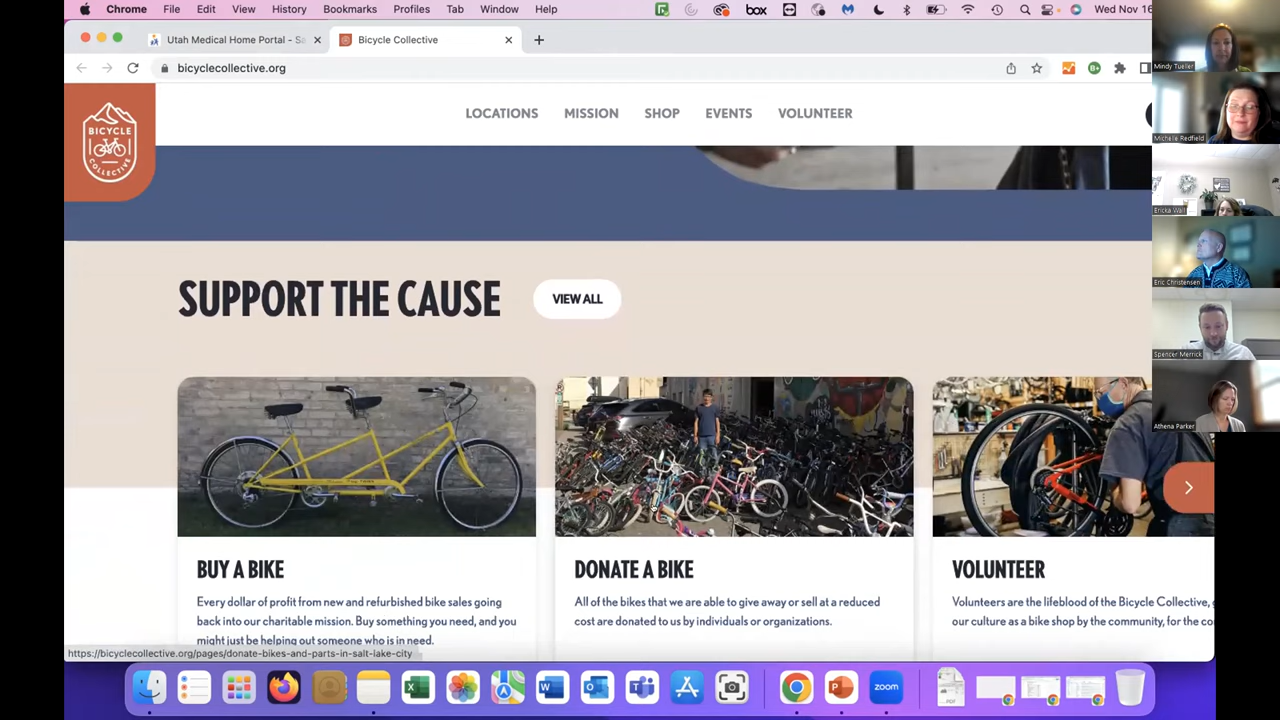 Chrome File Edit View History Bookmarks Profiles Tab Window Help box Wed Nov 16
Utah Medical Home Portal - Sa
Bicycle Collective
bicyclecollective.org
BICYCLE
COLLECTIVE
LOCATIONS MISSION SHOP EVENTS VOLUNTEER
SUPPORT THE CAUSE
VIEW ALL
BUY A BIKE
Every dollar of profit from new and refurbished bike sales going
back into our charitable mission. Buy something you need, and you
might just be helping out someone who is in need.
DONATE A BIKE
All of the bikes that we are able to give away or sell at a reduced
cost are donated to us by individuals or organizations.
VOLUNTEER
Volunteers are the lifeblood of the Bicycle Collective,
our culture as a bike shop by the community, for the co
https://bicyclecollective.org/pages/donate-bikes-and-parts-in-salt-lake-city
zoom
PDF
Mindy Tueller
Michelle Redfield
Ericka Wall
Eric Christensen
Spencer Merrick
Athena Parker